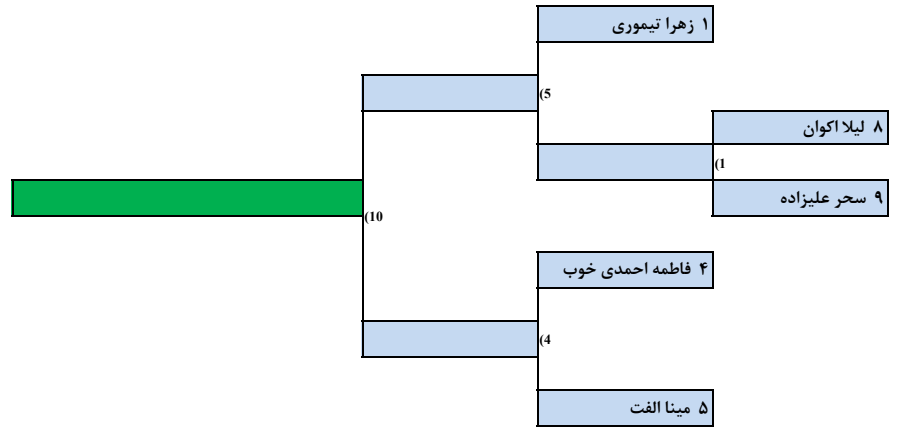 ۱ زهرا تیموری
(5
۸ لیلا اکوان
(1
۹ سحر علیزاده
(10
۴ فاطمه احمدی خوب
(4
۵ مینا الفت